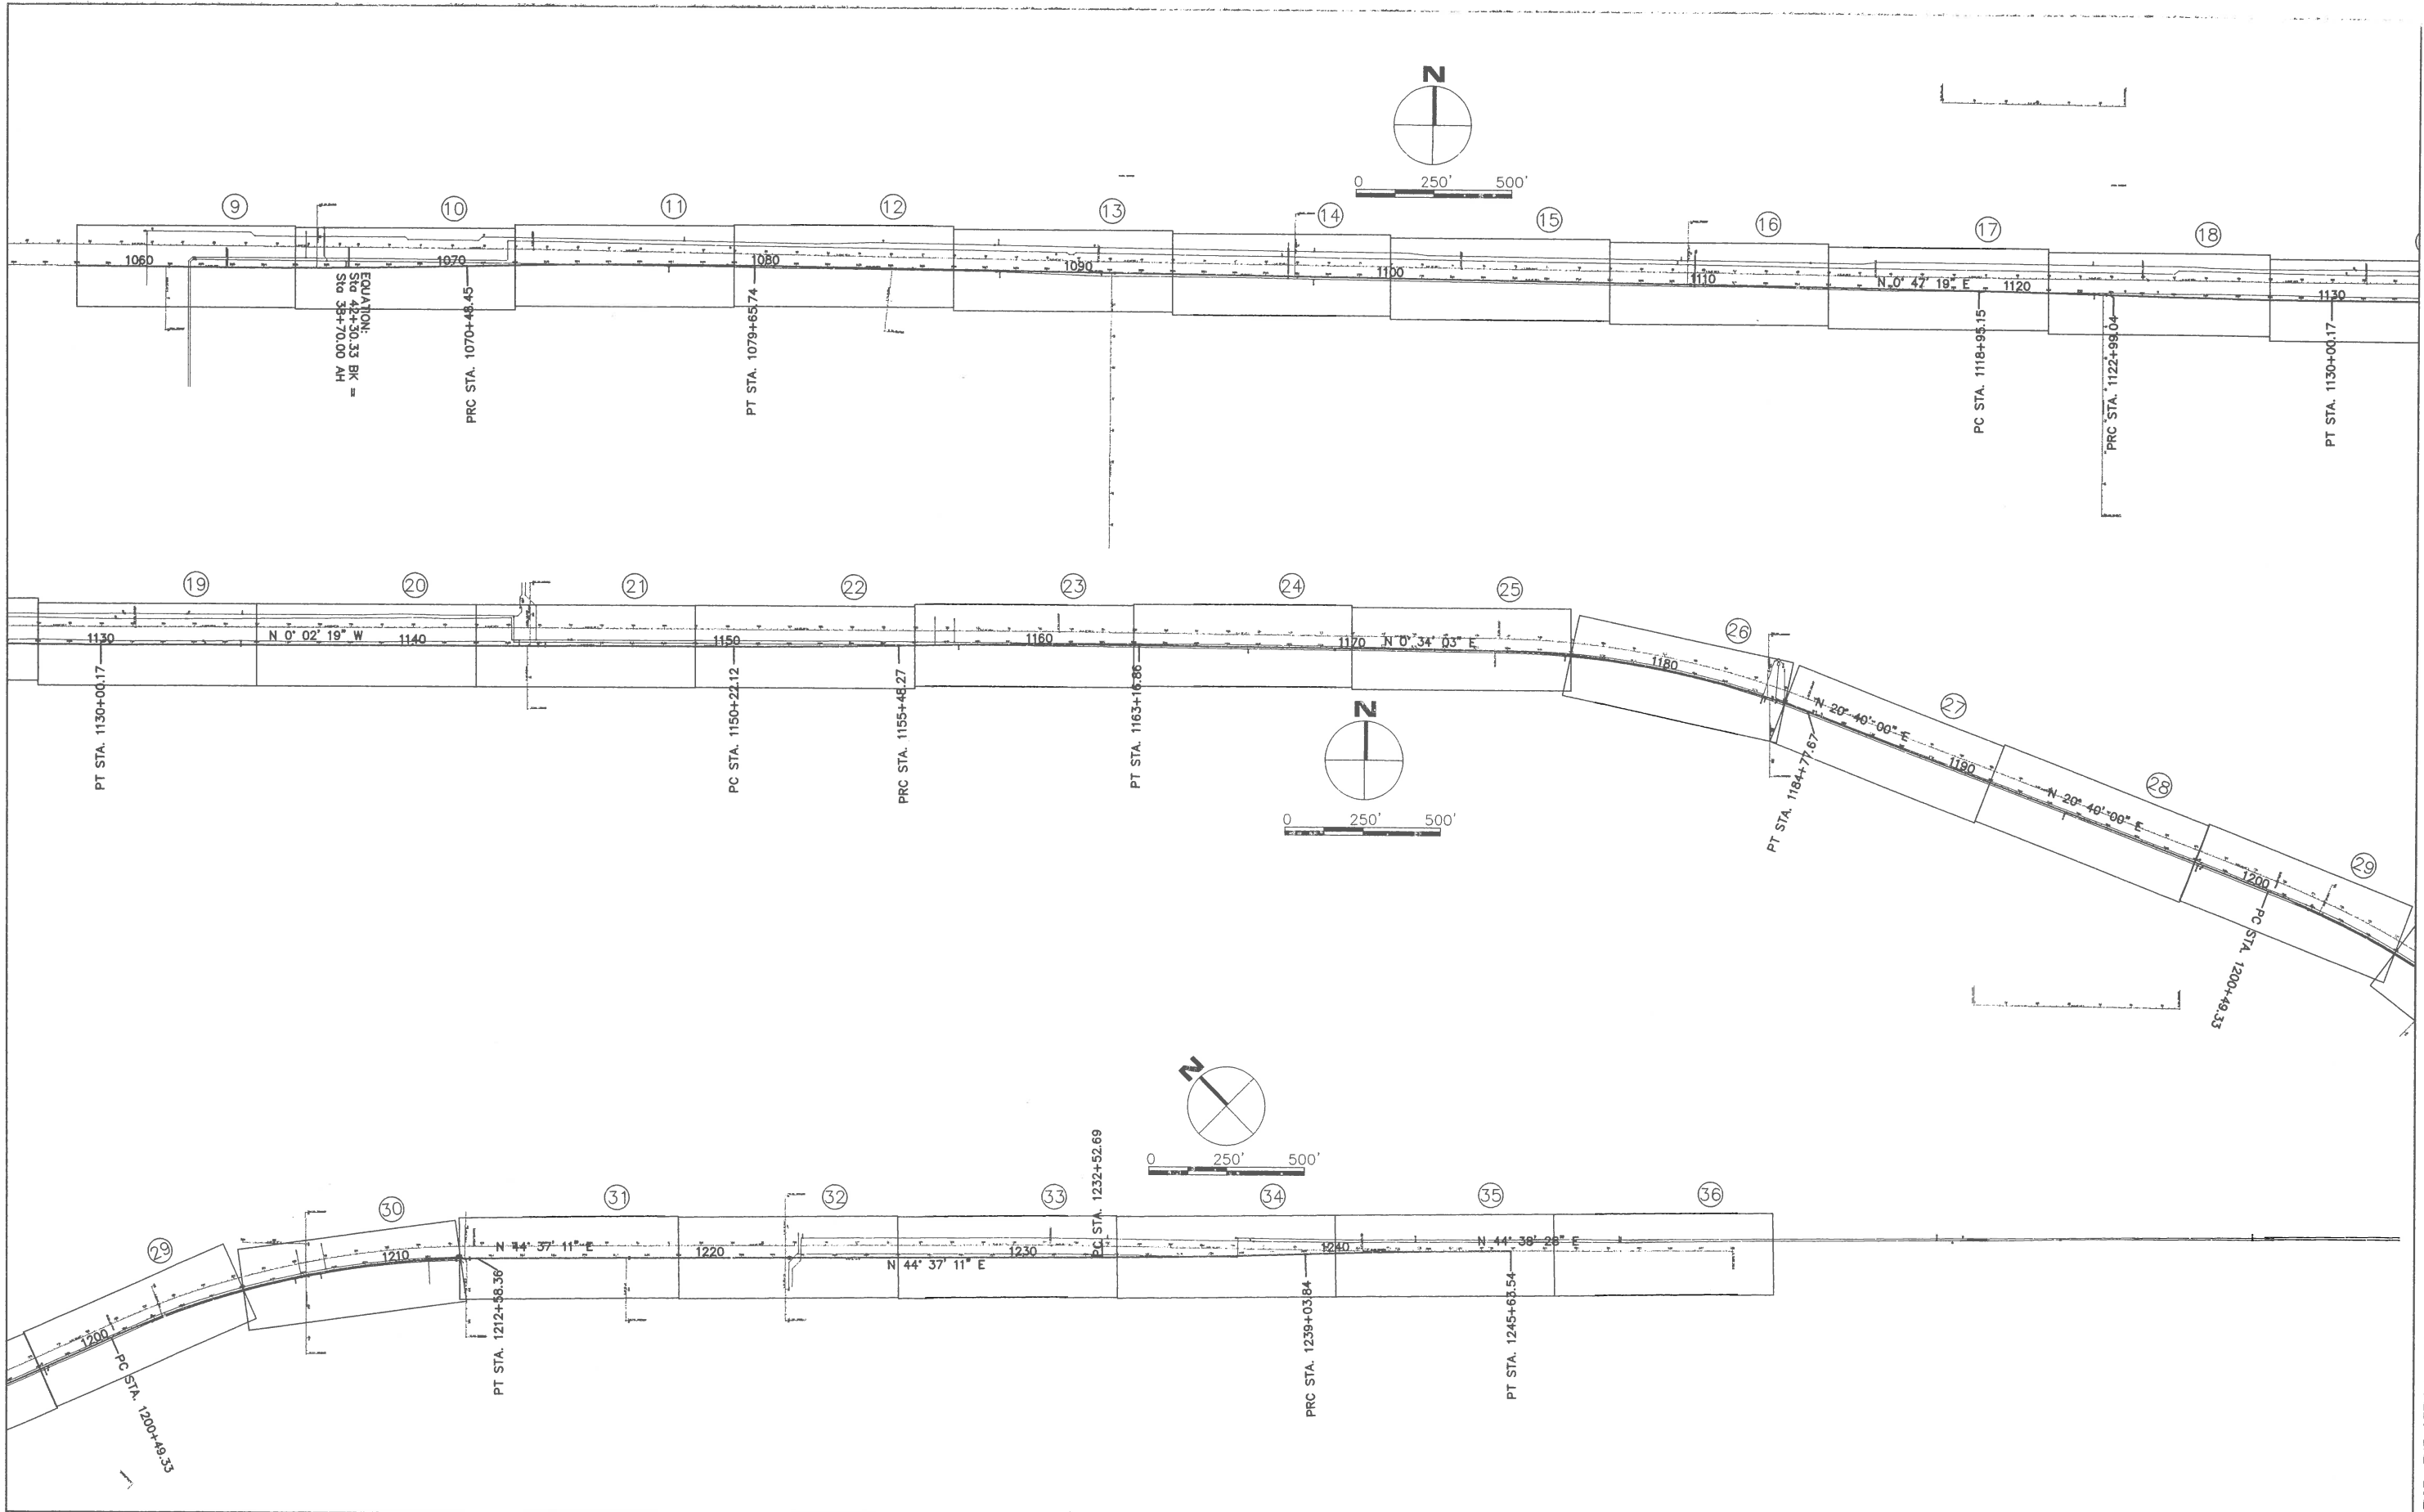 N
0 250' 500'
9 10 11 12 13 14 15 16 17 18
1060 1070 1080 1090 1100 1110 N 0° 47' 19" E 1120 1130
EQUATION:
Sta 42+30.33 BK =
Sta 38+70.00 AH
PRC STA. 1070+48.45
PT STA. 1079+65.74
PC STA. 1118+95.15
PRC STA. 1122+99.04
PT STA. 1130+00.17
19 20 21 22 23 24 25 26 27 28 29
1130 N 0° 02' 19" W 1140 1150 1160 1170 N 0° 34' 03" E 1180 N 20° 40' 00" E 1190 N 20° 40' 00" E 1200
PT STA. 1130+00.17
PC STA. 1150+22.12
PRC STA. 1155+48.27
PT STA. 1163+16.86
PT STA. 1184+77.67
PC STA. 1200+49.33
N
0 250' 500'
N
0 250' 500'
29 30 31 32 33 34 35 36
1200 1210 N 44° 37' 11" E 1220 N 44° 37' 11" E 1230 1240 N 44° 38' 28" E
PC STA. 1200+49.33
PT STA. 1212+58.36
PC STA. 1232+52.69
PRC STA. 1239+03.84
PT STA. 1245+63.54